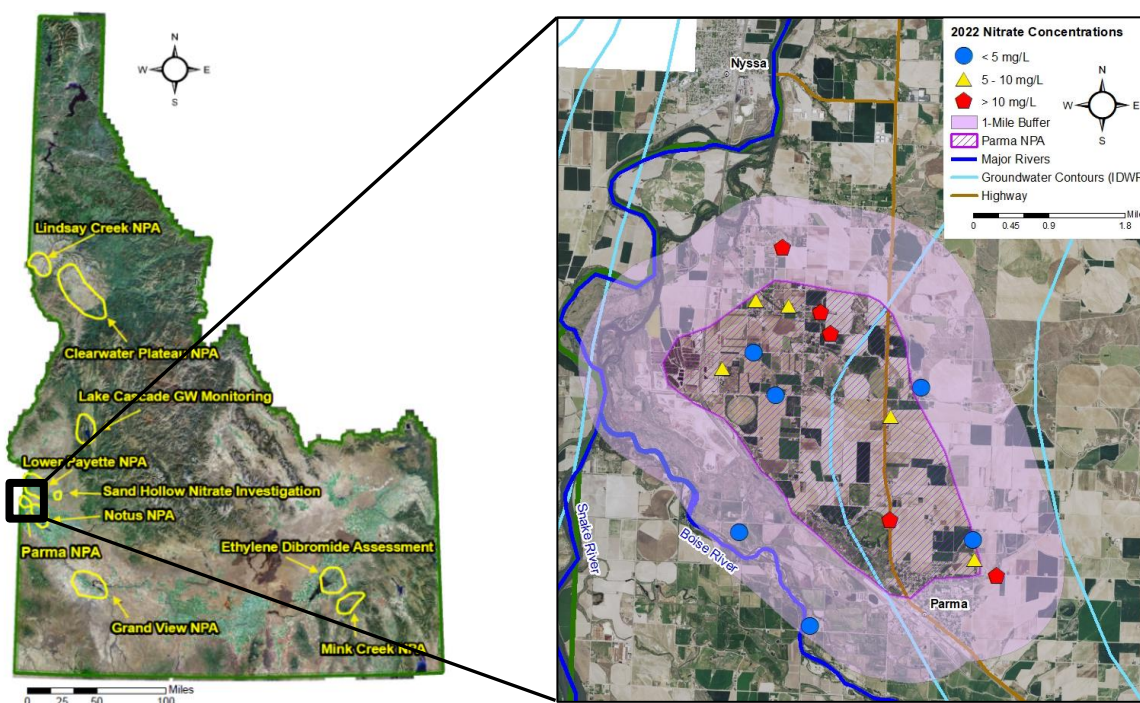 N
W E
S
Lindsay Creek NPA
Clearwater Plateau NPA
Lake Cascade GW Monitoring
Lower Payette NPA
Sand Hollow Nitrate Investigation
Notus NPA
Parma NPA
Ethylene Dibromide Assessment
Grand View NPA
Mink Creek NPA
Miles
0 25 50 100
2022 Nitrate Concentrations
< 5 mg/L
5 - 10 mg/L
> 10 mg/L
1-Mile Buffer
Parma NPA
Major Rivers
Groundwater Contours (IDWR
Highway
N
W E
S
Mile
0 0.45 0.9 1.8
Nyssa
Snake River
Boise River
Parma